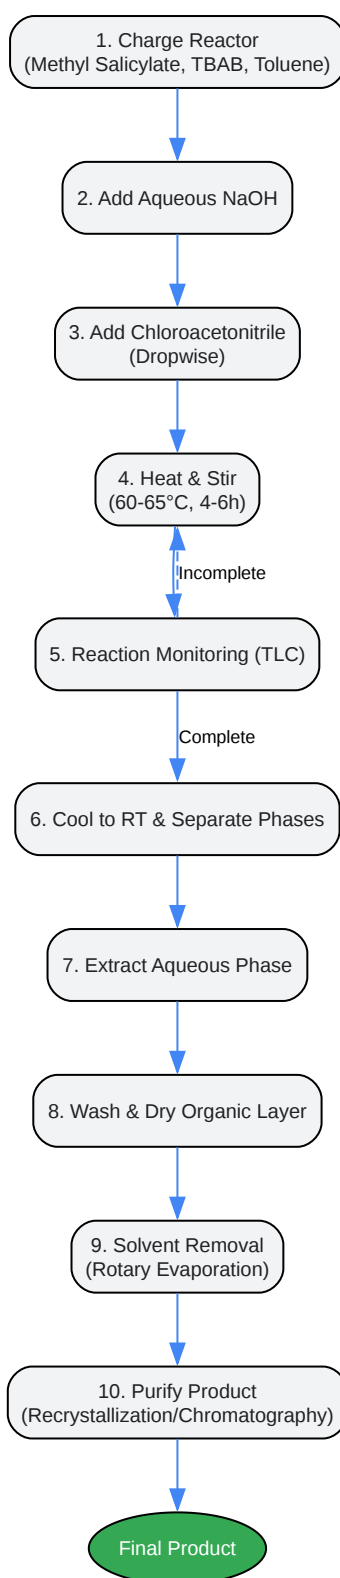 1. Charge Reactor
(Methyl Salicylate, TBAB, Toluene)
2. Add Aqueous NaOH
3. Add Chloroacetonitrile
(Dropwise)
4. Heat & Stir
(60-65°C, 4-6h)
Incomplete
5. Reaction Monitoring (TLC)
Complete
6. Cool to RT & Separate Phases
7. Extract Aqueous Phase
8. Wash & Dry Organic Layer
9. Solvent Removal
(Rotary Evaporation)
10. Purify Product
(Recrystallization/Chromatography)
Final Product